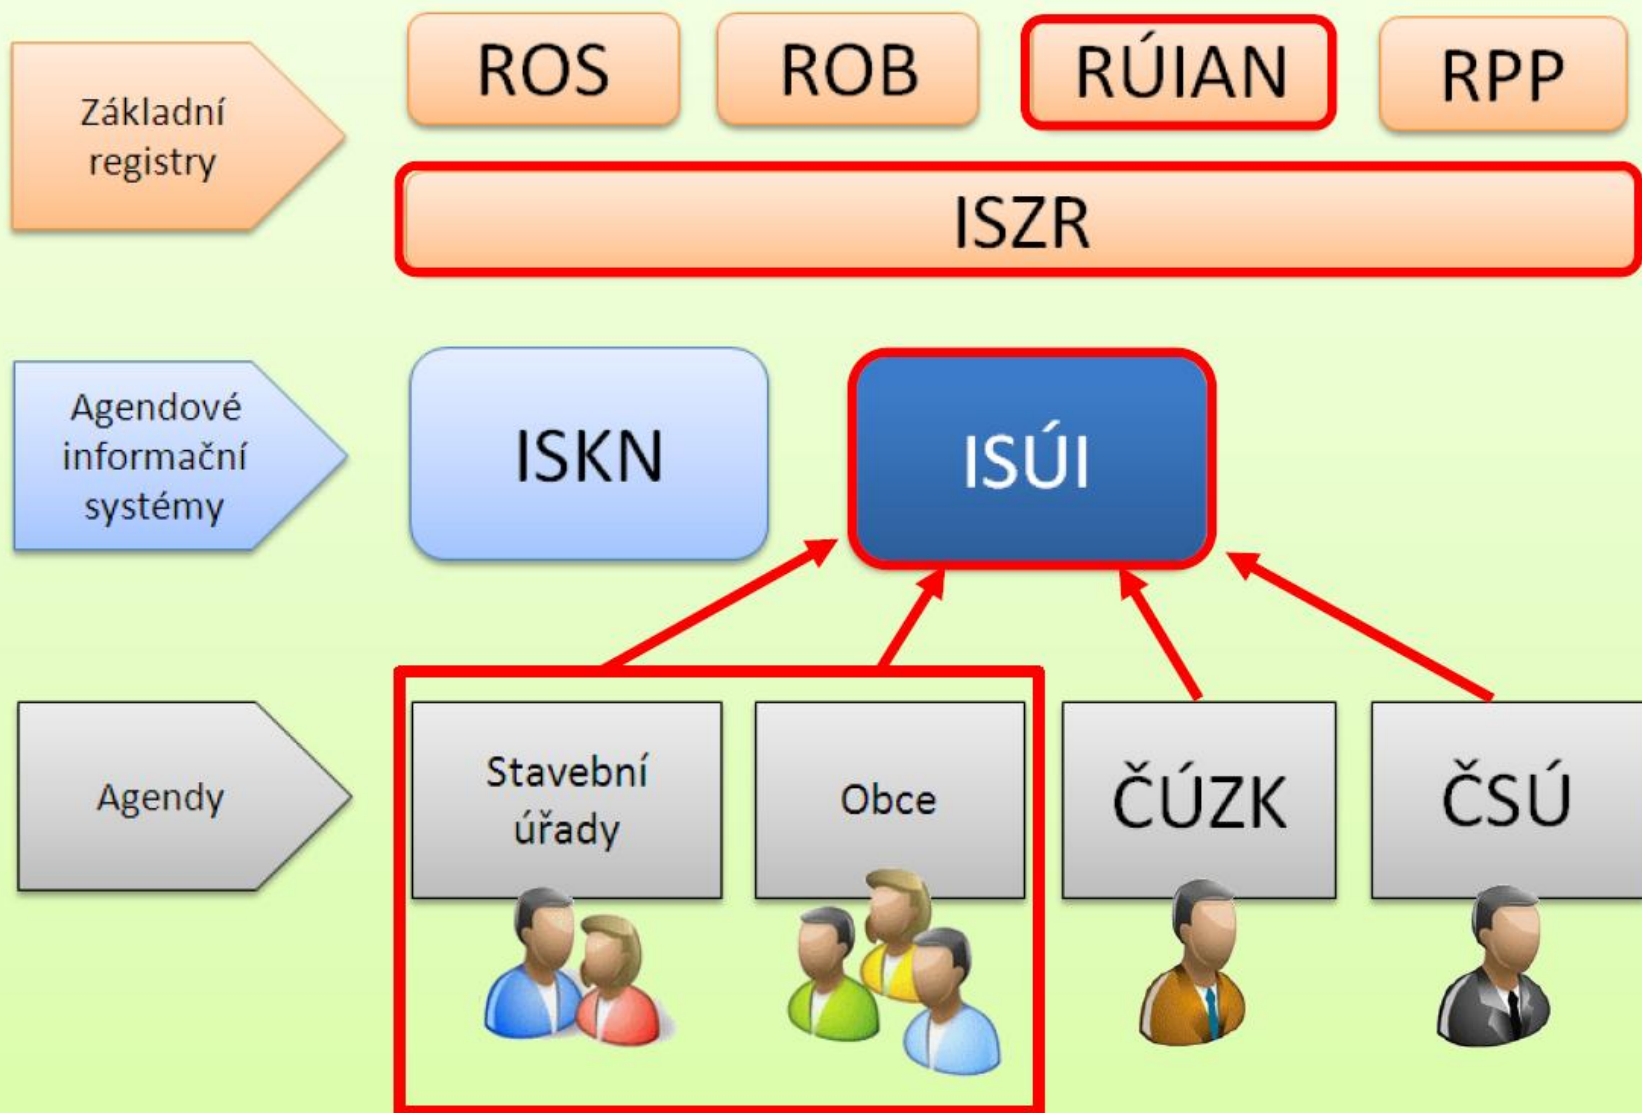 Základní
registry
ROS
ROB
RÚIAN
RPP
ISZR
Agendové
informační
systémy
ISKN
ISÚI
Agendy
Stavební
úřady
Obce
ČÚZK
ČSÚ